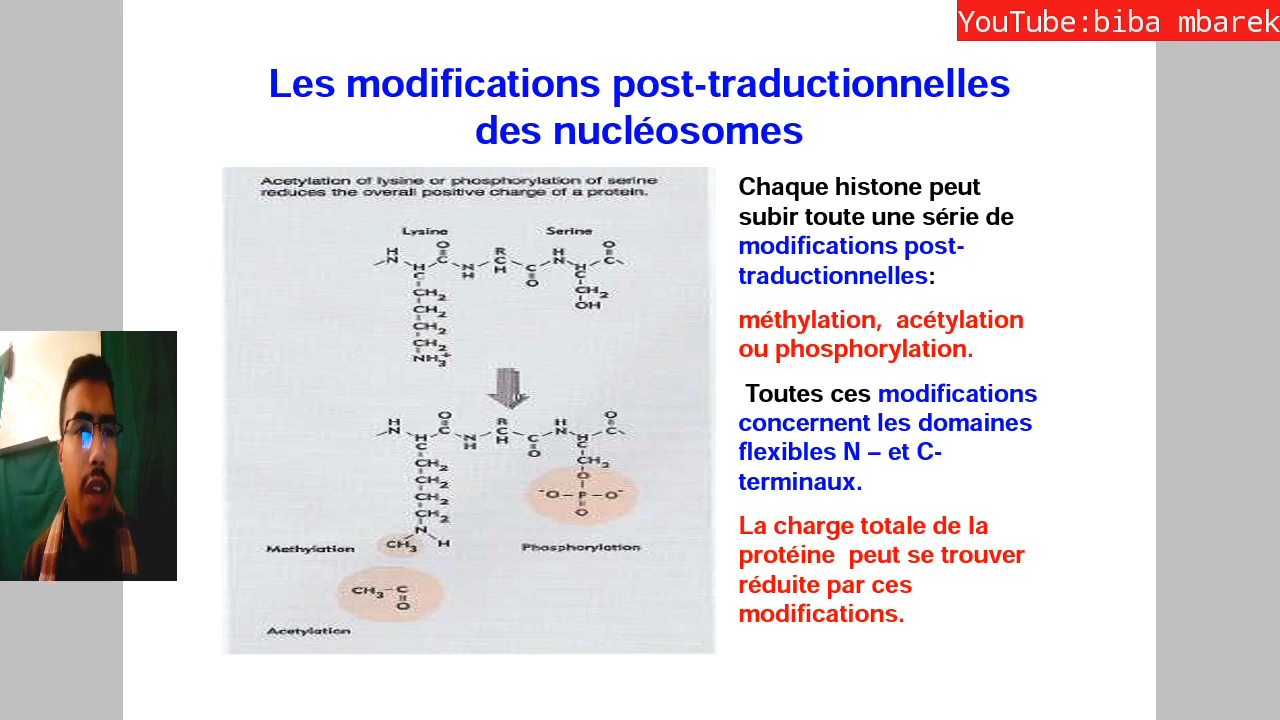 YouTube:biba mbarek
Les modifications post-traductionnelles
des nucléosomes
Acetylation of lysine or phosphorylation of serine
reduces the overall positive charge of a protein.
Lysine
Serine
H
N
H
C
O
C
N
H
R
C
H
C
O
H
N
H
C
O
C
CH2
CH2
CH2
CH2
NH3+
CH2
OH
H
N
H
C
O
C
N
H
R
C
H
C
O
H
N
H
C
O
C
CH2
CH2
CH2
CH2
N
CH3
H
CH2
O
-O-P-O-
O
Methylation
Phosphorylation
CH3-C
O
Acetylation
Chaque histone peut
subir toute une série de
modifications post-
traductionnelles:
méthylation, acétylation
ou phosphorylation.
Toutes ces modifications
concernent les domaines
flexibles N – et C-
terminaux.
La charge totale de la
protéine peut se trouver
réduite par ces
modifications.